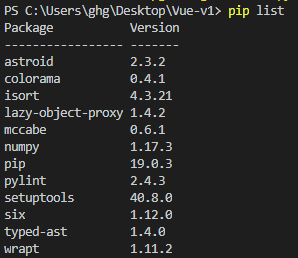 PS C:\Users\ghg\Desktop\Vue-v1> pip list
Package           Version
----------------- -------
astroid           2.3.2
colorama          0.4.1
isort             4.3.21
lazy-object-proxy 1.4.2
mccabe            0.6.1
numpy             1.17.3
pip               19.0.3
pylint            2.4.3
setuptools        40.8.0
six               1.12.0
typed-ast         1.4.0
wrapt             1.11.2